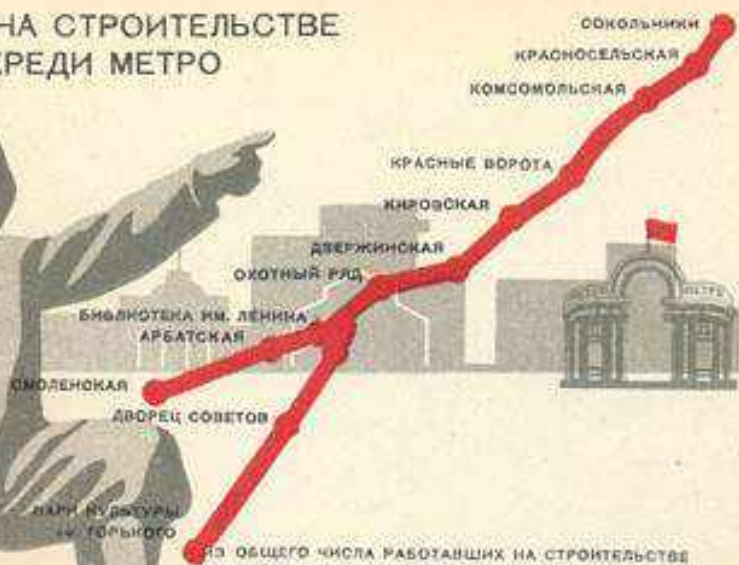 НА СТРОИТЕЛЬСТВЕ
ЕРЕДИ МЕТРО
СОКОЛЬНИКИ
КРАСНОСЕЛЬСКАЯ
КОМСОМОЛЬСКАЯ
КРАСНЫЕ ВОРОТА
КИРОВСКАЯ
ДЗЕРЖИНСКАЯ
ОХОТНЫЙ РЯД
БИБЛИОТЕКА ИМ. ЛЕНИНА
АРБАТСКАЯ
СМОЛЕНСКАЯ
ДВОРЕЦ СОВЕТОВ
ПАРК КУЛЬТУРЫ
ИМ. ГОРЬКОГО
МЕТРО
ИЗ ОБЩЕГО ЧИСЛА РАБОТАВШИХ НА СТРОИТЕЛЬСТВЕ